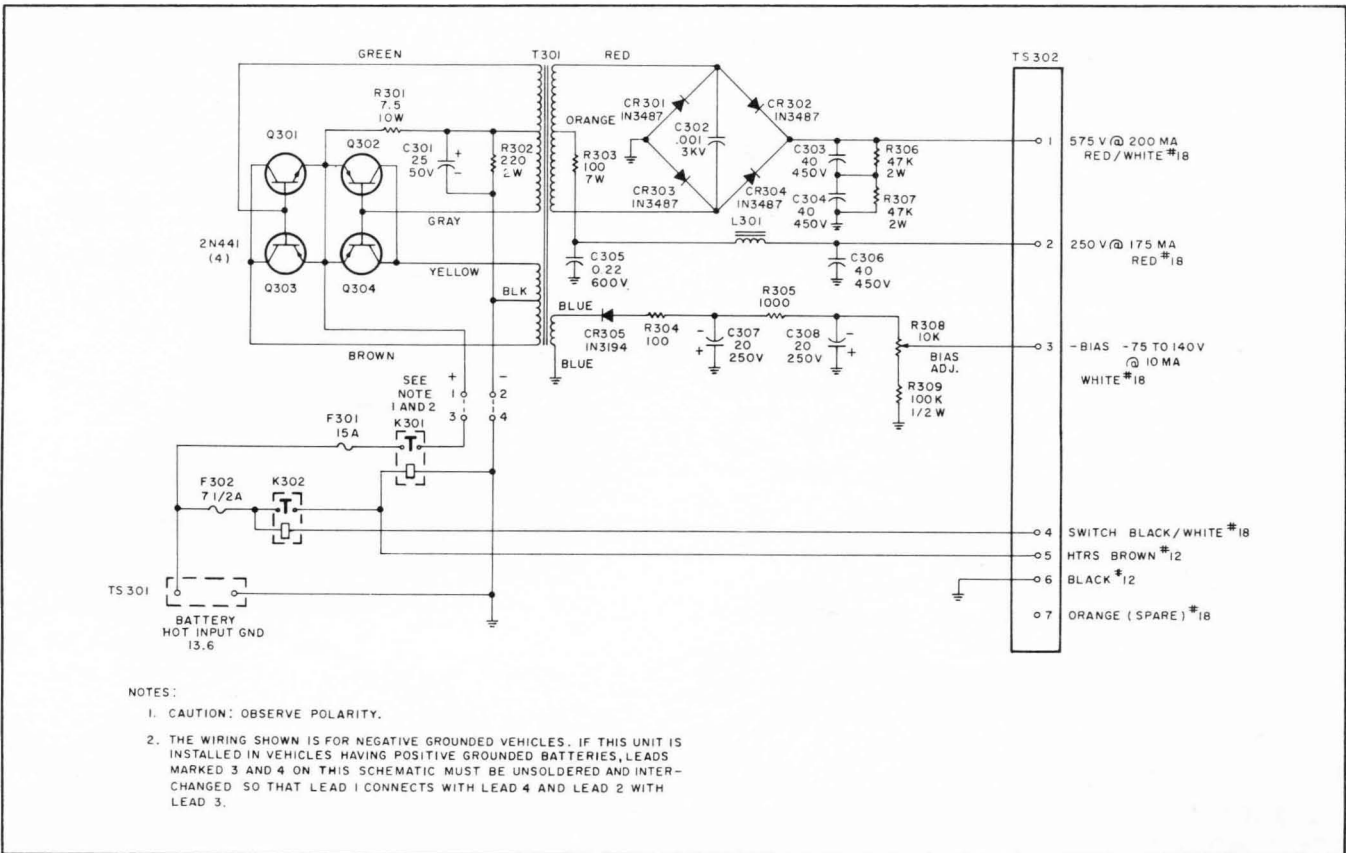 GREEN
T301
RED
TS302
R301
7.5
10W
Q301
Q302
C301
25
50V
+
-
R302
220
2W
ORANGE
R303
100
7W
CR301
IN3487
CR302
IN3487
C302
.001
3KV
CR303
IN3487
CR304
IN3487
C303
40
450V
R306
47K
2W
C304
40
450V
R307
47K
2W
1 575 V @ 200 MA
RED/WHITE #18
GRAY
2N441
(4)
Q303
Q304
YELLOW
BLK
BROWN
L301
C305
0.22
600V
C306
40
450V
2 250 V @ 175 MA
RED #18
BLUE
CR305
IN3194
BLUE
R304
100
R305
1000
-
C307
20
+
250V
C308
20
250V
-
+
R308
10K
BIAS
ADJ.
R309
100K
1/2 W
3 -BIAS -75 TO 140V
@ 10 MA
WHITE #18
SEE
NOTE
1 AND 2
+
-
1
2
3
4
F301
15A
K301
F302
7 1/2A
K302
4 SWITCH BLACK/WHITE #18
5 HTRS BROWN #12
6 BLACK #12
7 ORANGE (SPARE) #18
TS301
BATTERY
HOT INPUT GND
13.6
NOTES:
1. CAUTION: OBSERVE POLARITY.
2. THE WIRING SHOWN IS FOR NEGATIVE GROUNDED VEHICLES. IF THIS UNIT IS
INSTALLED IN VEHICLES HAVING POSITIVE GROUNDED BATTERIES, LEADS
MARKED 3 AND 4 ON THIS SCHEMATIC MUST BE UNSOLDERED AND INTER-
CHANGED SO THAT LEAD 1 CONNECTS WITH LEAD 4 AND LEAD 2 WITH
LEAD 3.